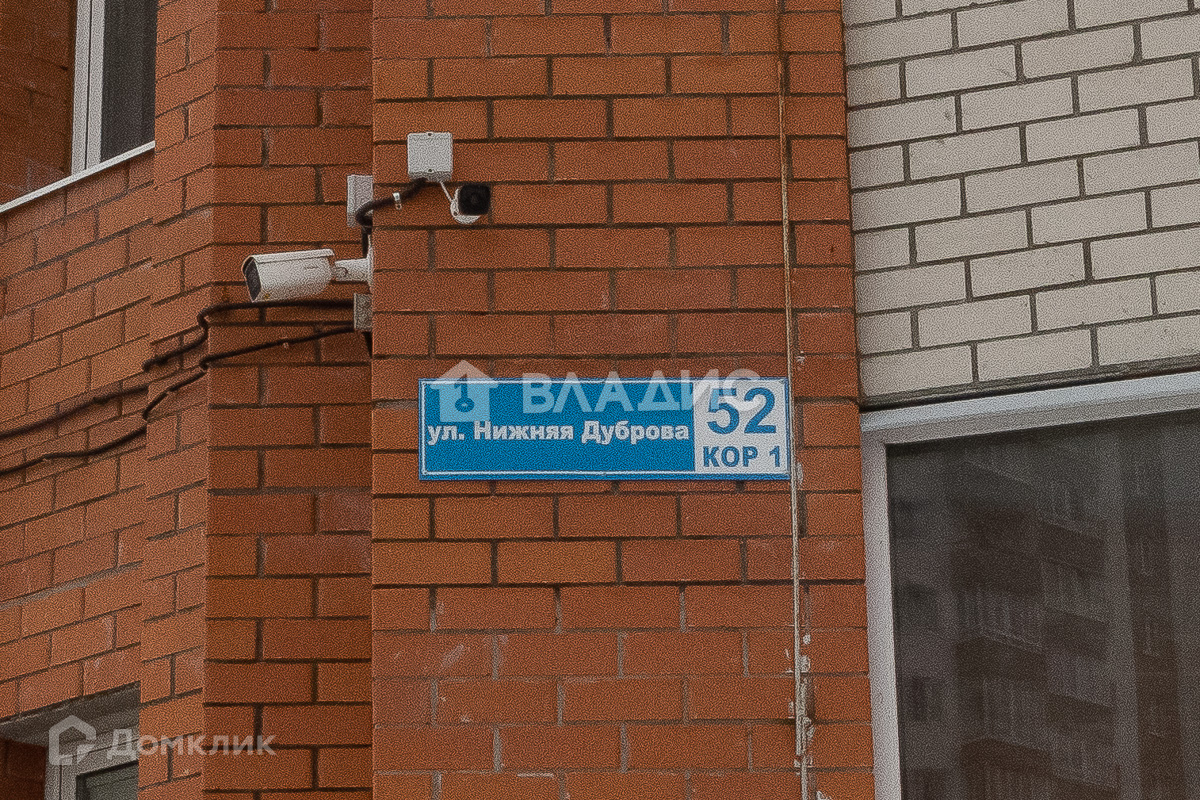 ВЛАДИС
ул. Нижняя Дуброва
52
КОР 1
Домклик